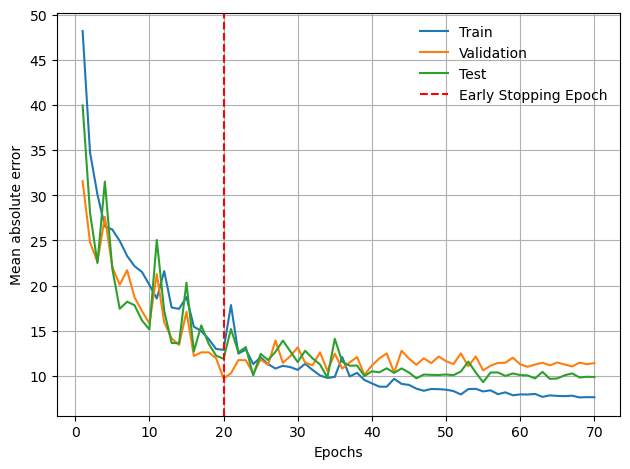 50
45
40
35
30
25
20
15
10
Mean absolute error
Train
Validation
Test
Early Stopping Epoch
0 10 20 30 40 50 60 70
Epochs